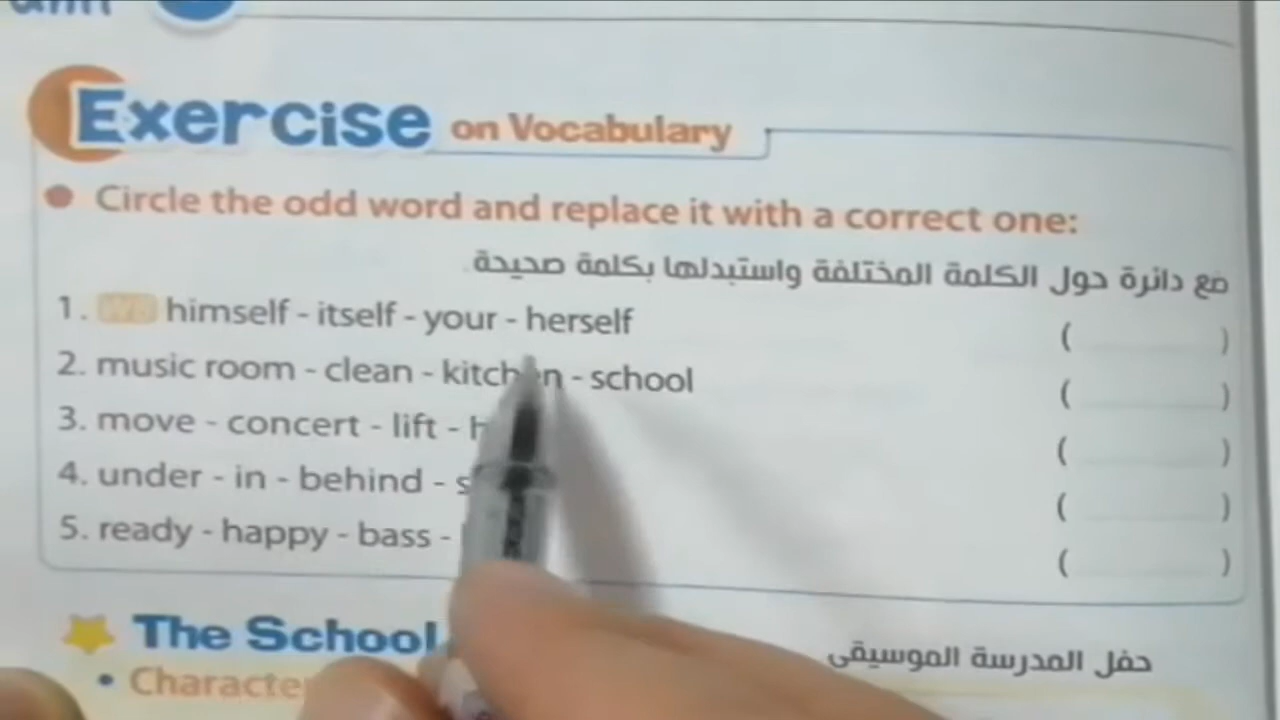 Exercise on Vocabulary
Circle the odd word and replace it with a correct one:
ضع دائرة حول الكلمة المختلفة واستبدلها بكلمة صحيحة
1. WB himself - itself - your - herself ( )
2. music room - clean - kitchen - school ( )
3. move - concert - lift - ( )
4. under - in - behind - ( )
5. ready - happy - bass - ( )
The School
حفل المدرسة الموسيقى